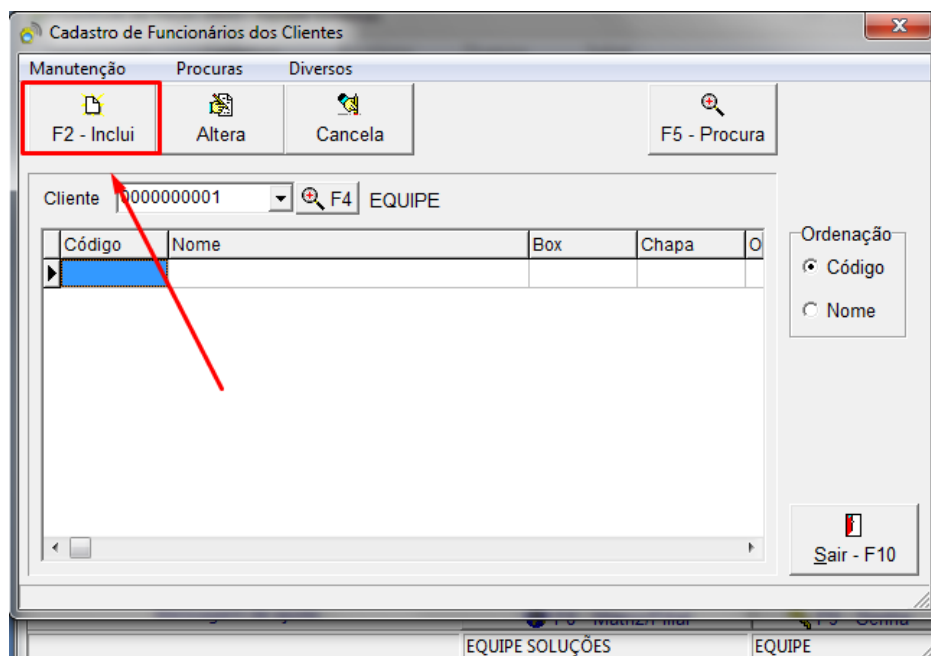 Cadastro de Funcionários dos Clientes
Manutenção Procuras Diversos
F2 - Inclui Altera Cancela F5 - Procura
Cliente 0000000001 F4 EQUIPE
Código Nome Box Chapa O
Ordenação
Código
Nome
Sair - F10
EQUIPE SOLUÇÕES EQUIPE